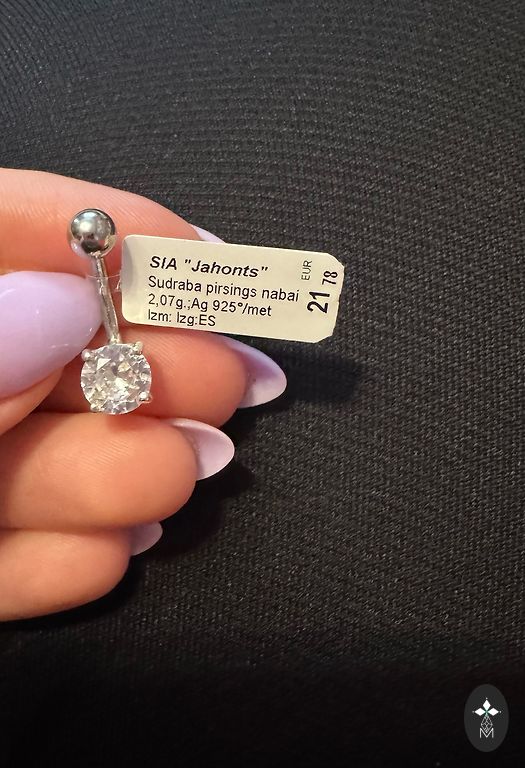 SIA "Jahonts"
Sudraba pirsings nabai
2,07g.;Ag 925°/met
Izm: Izg:ES
EUR
21 78
M